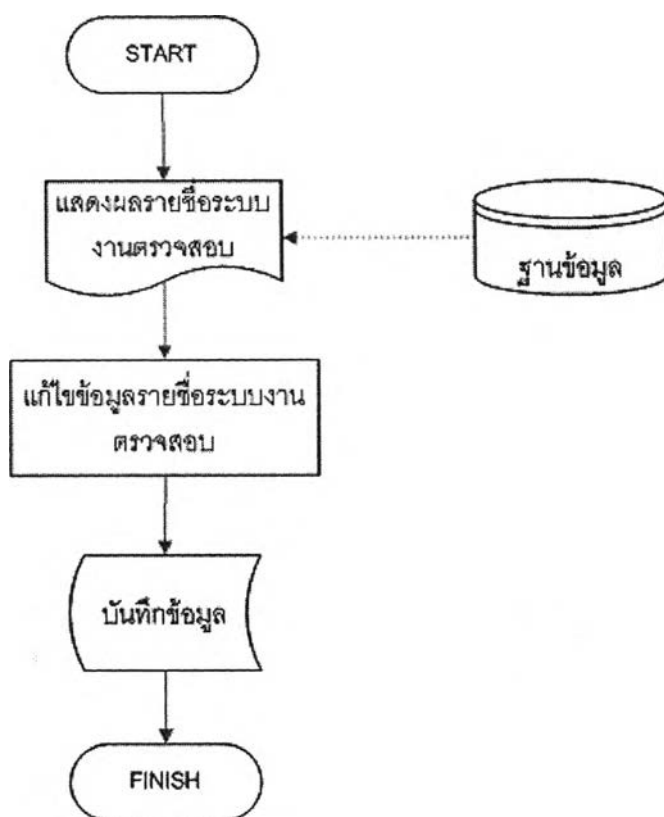 START
แสดงผลรายชื่อระบบ
งานตรวจสอบ
ฐานข้อมูล
แก้ไขข้อมูลรายชื่อระบบงาน
ตรวจสอบ
บันทึกข้อมูล
FINISH